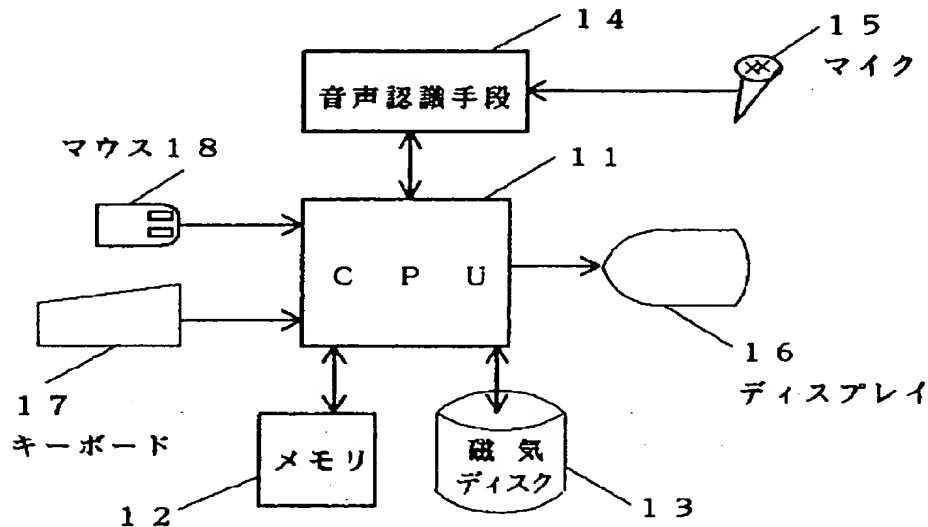 14
音声認識手段
15
マイク
マウス18
11
CPU
16
ディスプレイ
17
キーボード
メモリ
12
磁気
ディスク
13